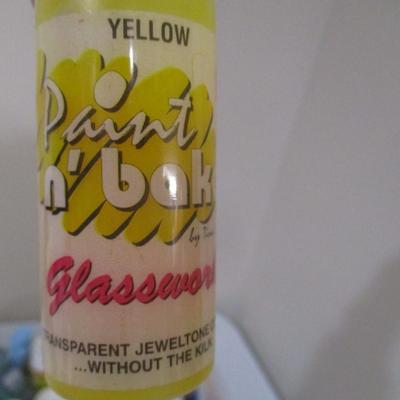 YELLOW
Paint
n' bak
by
Glasswor
TRANSPARENT JEWELTONE
...WITHOUT THE KILN